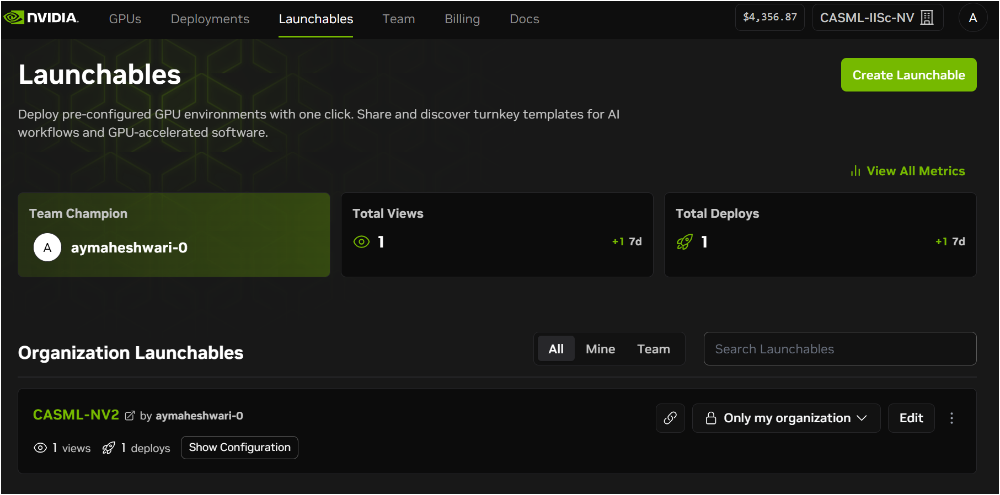 NVIDIA. GPUs Deployments Launchables Team Billing Docs $4,356.87 CASML-IISc-NV A
Launchables
Create Launchable
Deploy pre-configured GPU environments with one click. Share and discover turnkey templates for AI
workflows and GPU-accelerated software.
View All Metrics
Team Champion
A aymaheshwari-0
Total Views
1 +1 7d
Total Deploys
1 +1 7d
Organization Launchables
All Mine Team
Search Launchables
CASML-NV2 by aymaheshwari-0
Only my organization
Edit
1 views 1 deploys Show Configuration